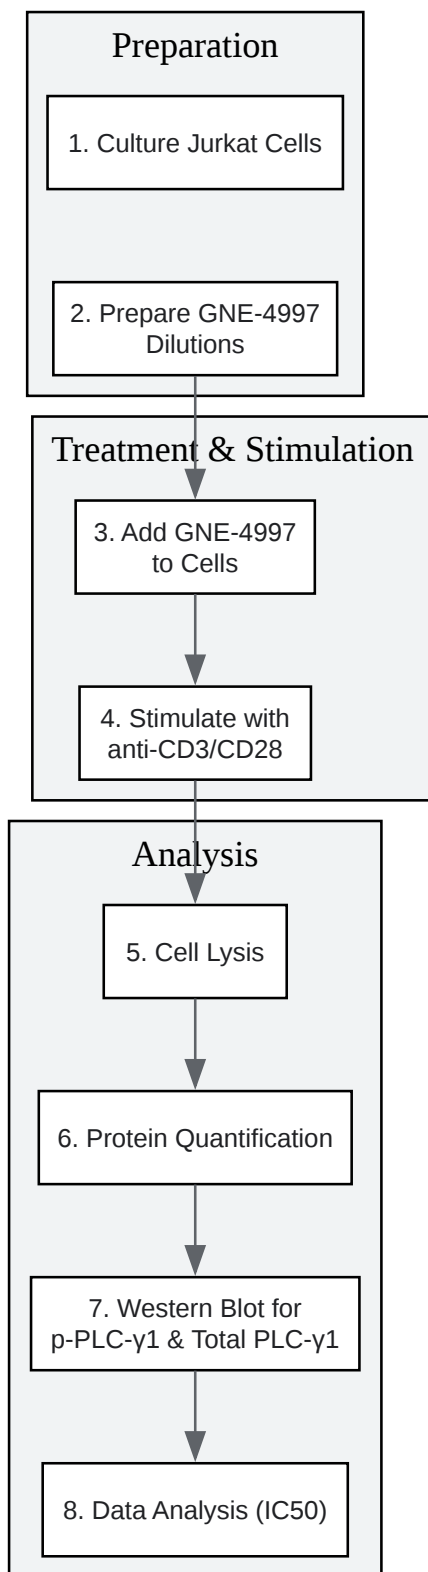 Preparation
1. Culture Jurkat Cells
2. Prepare GNE-4997
Dilutions
Treatment & Stimulation
3. Add GNE-4997
to Cells
4. Stimulate with
anti-CD3/CD28
Analysis
5. Cell Lysis
6. Protein Quantification
7. Western Blot for
p-PLC-γ1 & Total PLC-γ1
8. Data Analysis (IC50)